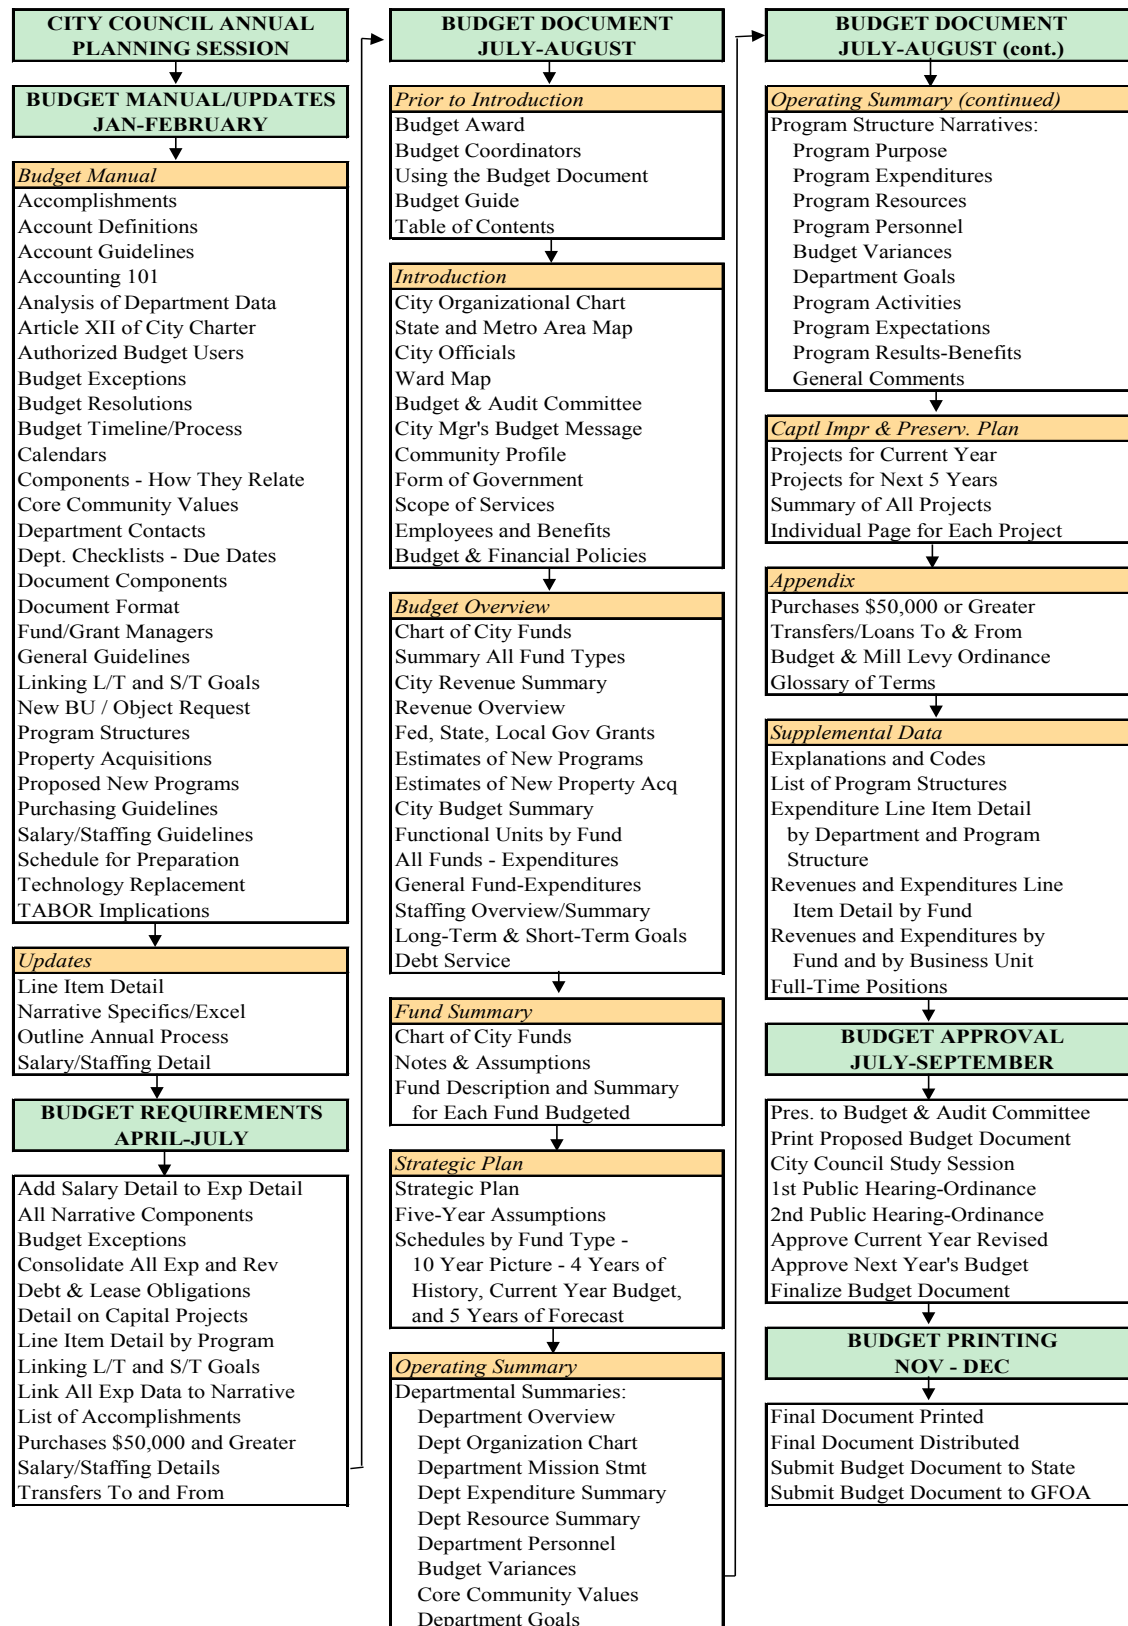 CITY COUNCIL ANNUAL
PLANNING SESSION
BUDGET MANUAL/UPDATES
JAN-FEBRUARY
Budget Manual
Accomplishments
Account Definitions
Account Guidelines
Accounting 101
Analysis of Department Data
Article XII of City Charter
Authorized Budget Users
Budget Exceptions
Budget Resolutions
Budget Timeline/Process
Calendars
Components - How They Relate
Core Community Values
Department Contacts
Dept. Checklists - Due Dates
Document Components
Document Format
Fund/Grant Managers
General Guidelines
Linking L/T and S/T Goals
New BU / Object Request
Program Structures
Property Acquisitions
Proposed New Programs
Purchasing Guidelines
Salary/Staffing Guidelines
Schedule for Preparation
Technology Replacement
TABOR Implications
Updates
Line Item Detail
Narrative Specifics/Excel
Outline Annual Process
Salary/Staffing Detail
BUDGET REQUIREMENTS
APRIL-JULY
Add Salary Detail to Exp Detail
All Narrative Components
Budget Exceptions
Consolidate All Exp and Rev
Debt & Lease Obligations
Detail on Capital Projects
Line Item Detail by Program
Linking L/T and S/T Goals
Link All Exp Data to Narrative
List of Accomplishments
Purchases $50,000 and Greater
Salary/Staffing Details
Transfers To and From
BUDGET DOCUMENT
JULY-AUGUST
Prior to Introduction
Budget Award
Budget Coordinators
Using the Budget Document
Budget Guide
Table of Contents
Introduction
City Organizational Chart
State and Metro Area Map
City Officials
Ward Map
Budget & Audit Committee
City Mgr's Budget Message
Community Profile
Form of Government
Scope of Services
Employees and Benefits
Budget & Financial Policies
Budget Overview
Chart of City Funds
Summary All Fund Types
City Revenue Summary
Revenue Overview
Fed, State, Local Gov Grants
Estimates of New Programs
Estimates of New Property Acq
City Budget Summary
Functional Units by Fund
All Funds - Expenditures
General Fund-Expenditures
Staffing Overview/Summary
Long-Term & Short-Term Goals
Debt Service
Fund Summary
Chart of City Funds
Notes & Assumptions
Fund Description and Summary
for Each Fund Budgeted
Strategic Plan
Strategic Plan
Five-Year Assumptions
Schedules by Fund Type -
10 Year Picture - 4 Years of
History, Current Year Budget,
and 5 Years of Forecast
Operating Summary
Departmental Summaries:
Department Overview
Dept Organization Chart
Department Mission Stmt
Dept Expenditure Summary
Dept Resource Summary
Department Personnel
Budget Variances
Core Community Values
Department Goals
BUDGET DOCUMENT
JULY-AUGUST (cont.)
Operating Summary (continued)
Program Structure Narratives:
Program Purpose
Program Expenditures
Program Resources
Program Personnel
Budget Variances
Department Goals
Program Activities
Program Expectations
Program Results-Benefits
General Comments
Captl Impr & Preserv. Plan
Projects for Current Year
Projects for Next 5 Years
Summary of All Projects
Individual Page for Each Project
Appendix
Purchases $50,000 or Greater
Transfers/Loans To & From
Budget & Mill Levy Ordinance
Glossary of Terms
Supplemental Data
Explanations and Codes
List of Program Structures
Expenditure Line Item Detail
by Department and Program
Structure
Revenues and Expenditures Line
Item Detail by Fund
Revenues and Expenditures by
Fund and by Business Unit
Full-Time Positions
BUDGET APPROVAL
JULY-SEPTEMBER
Pres. to Budget & Audit Committee
Print Proposed Budget Document
City Council Study Session
1st Public Hearing-Ordinance
2nd Public Hearing-Ordinance
Approve Current Year Revised
Approve Next Year's Budget
Finalize Budget Document
BUDGET PRINTING
NOV - DEC
Final Document Printed
Final Document Distributed
Submit Budget Document to State
Submit Budget Document to GFOA